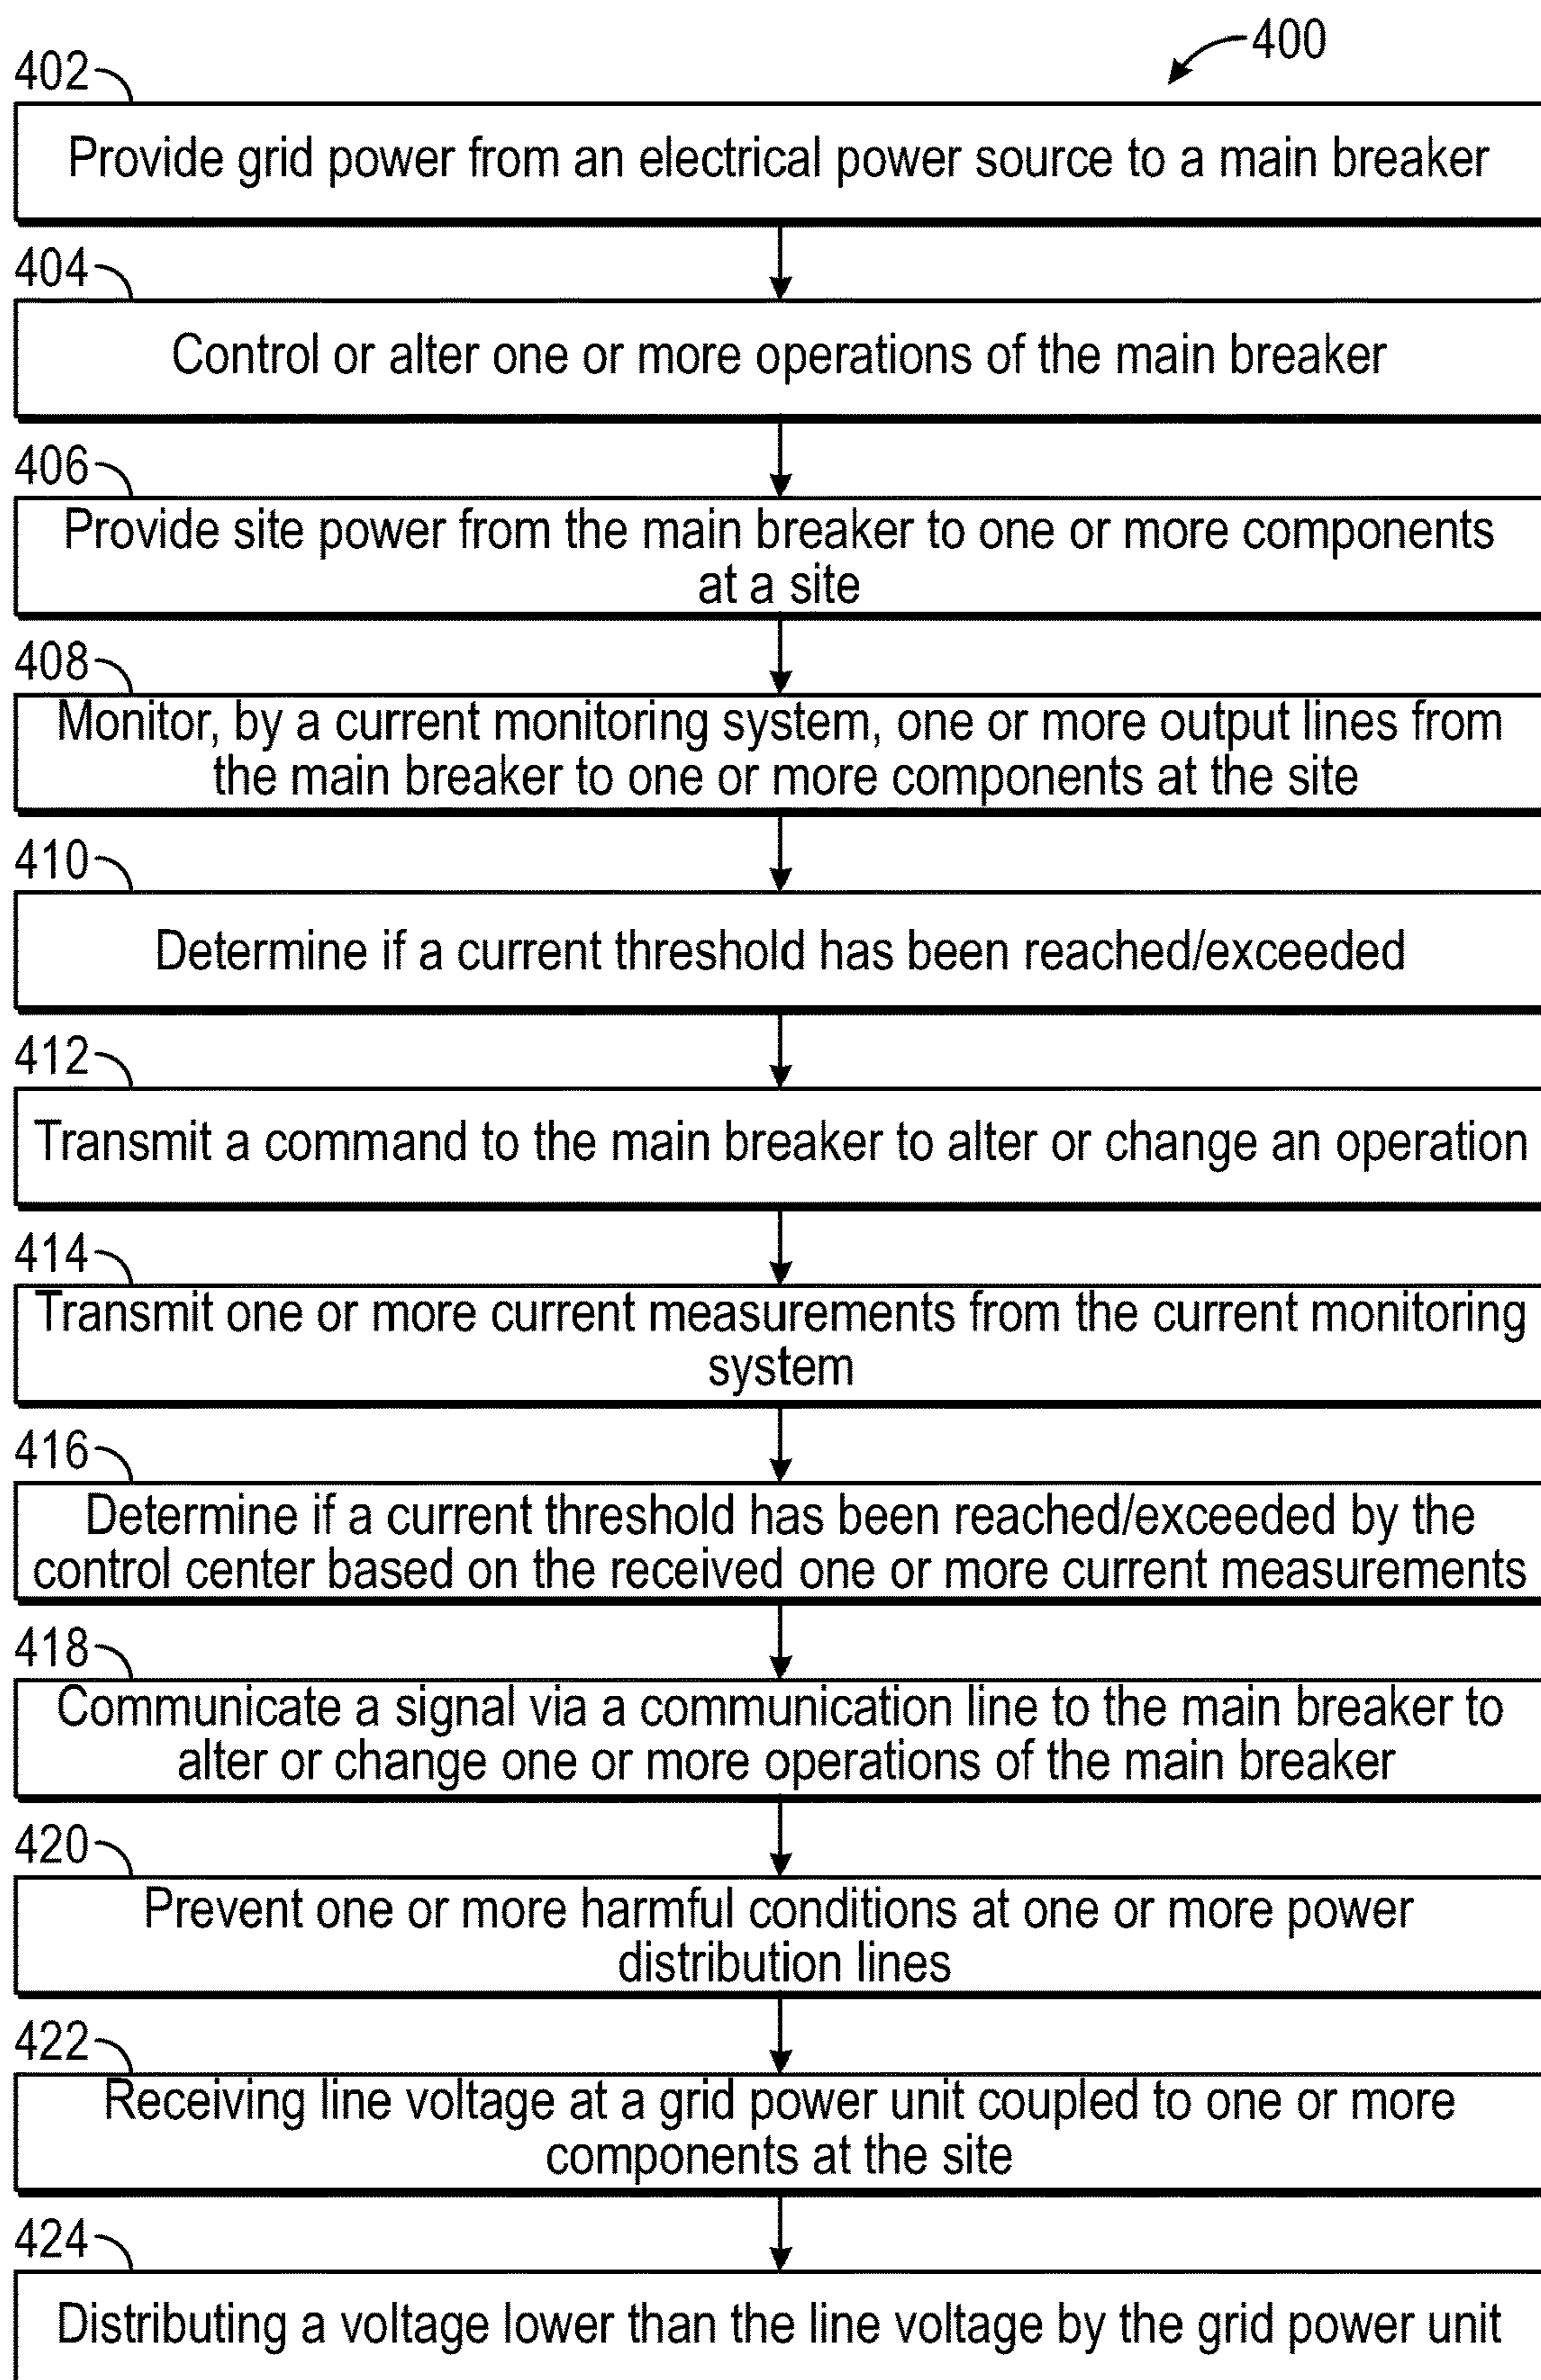 400
402
Provide grid power from an electrical power source to a main breaker
404
Control or alter one or more operations of the main breaker
406
Provide site power from the main breaker to one or more components
at a site
408
Monitor, by a current monitoring system, one or more output lines from
the main breaker to one or more components at the site
410
Determine if a current threshold has been reached/exceeded
412
Transmit a command to the main breaker to alter or change an operation
414
Transmit one or more current measurements from the current monitoring
system
416
Determine if a current threshold has been reached/exceeded by the
control center based on the received one or more current measurements
418
Communicate a signal via a communication line to the main breaker to
alter or change one or more operations of the main breaker
420
Prevent one or more harmful conditions at one or more power
distribution lines
422
Receiving line voltage at a grid power unit coupled to one or more
components at the site
424
Distributing a voltage lower than the line voltage by the grid power unit